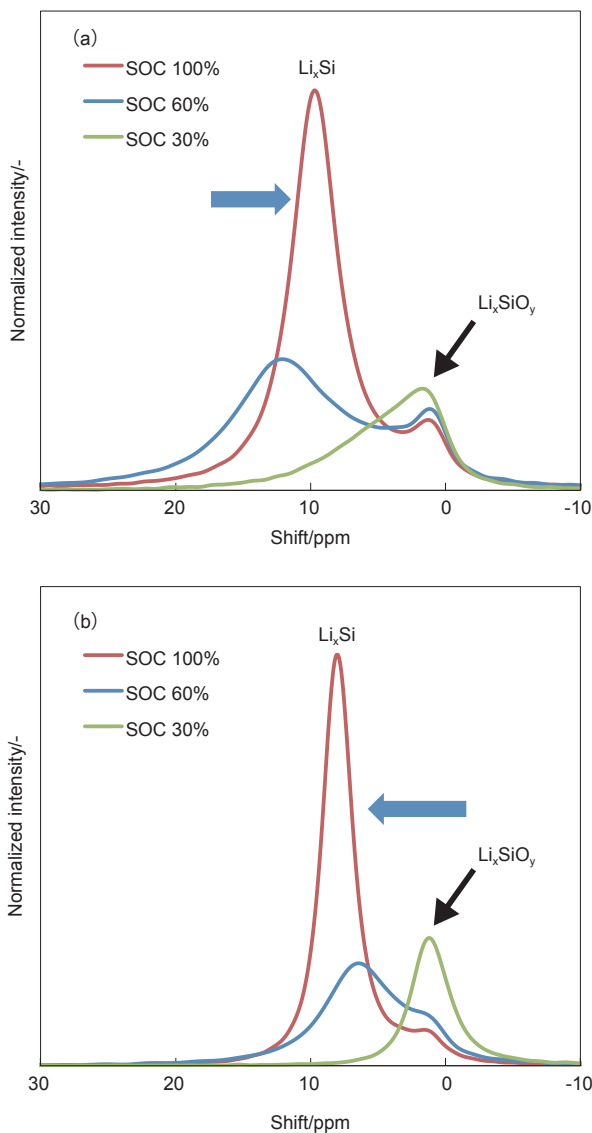 (a)
SOC 100%
SOC 60%
SOC 30%
LixSi
LixSiOy
Normalized intensity/-
30 20 10 0 -10
Shift/ppm
(b)
SOC 100%
SOC 60%
SOC 30%
LixSi
LixSiOy
Normalized intensity/-
30 20 10 0 -10
Shift/ppm